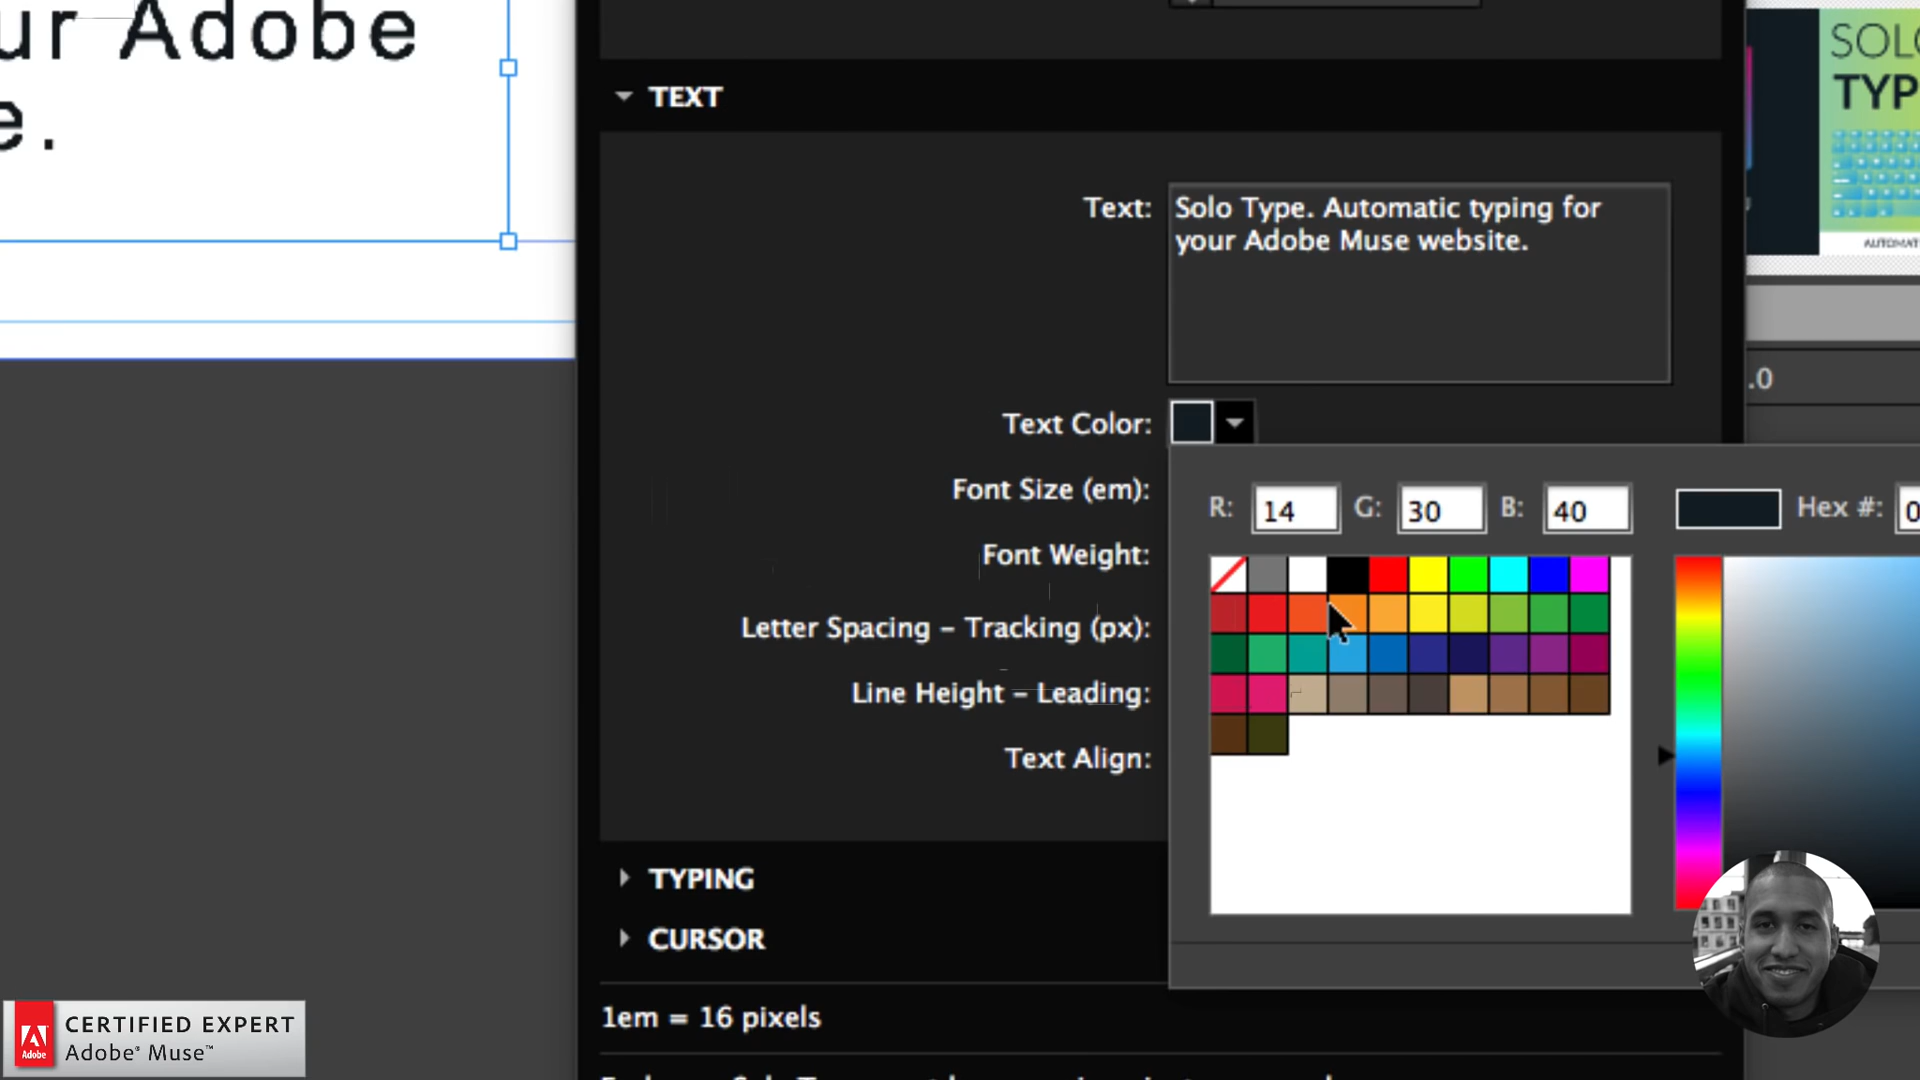 ur Adobe
e.
TEXT
Text:
Solo Type. Automatic typing for
your Adobe Muse website.
Text Color:
R: 14 G: 30 B: 40 Hex #: 0
Font Size (em):
Font Weight:
Letter Spacing – Tracking (px):
Line Height – Leading:
Text Align:
TYPING
CURSOR
1em = 16 pixels
SOLO
TYP
AUTOMAT
.0
CERTIFIED EXPERT
Adobe® Muse™
Adobe